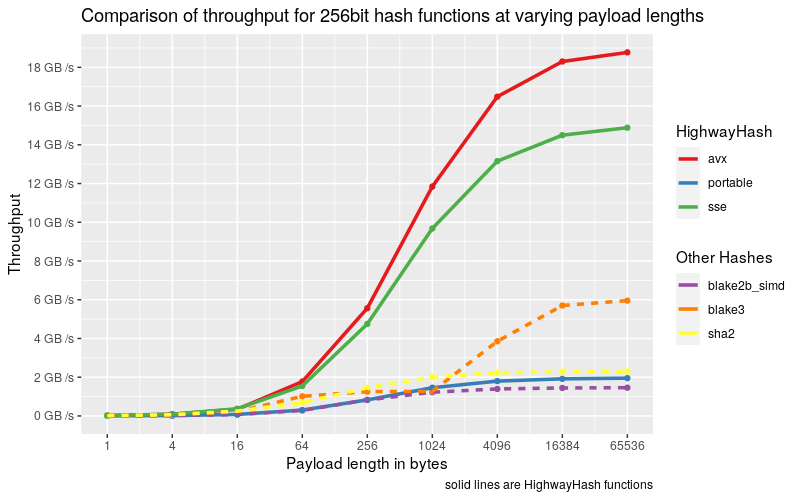 Comparison of throughput for 256bit hash functions at varying payload lengths
Throughput
18 GB /s
16 GB /s
14 GB /s
12 GB /s
10 GB /s
8 GB /s
6 GB /s
4 GB /s
2 GB /s
0 GB /s
1 4 16 64 256 1024 4096 16384 65536
Payload length in bytes
solid lines are HighwayHash functions
HighwayHash
avx
portable
sse
Other Hashes
blake2b_simd
blake3
sha2